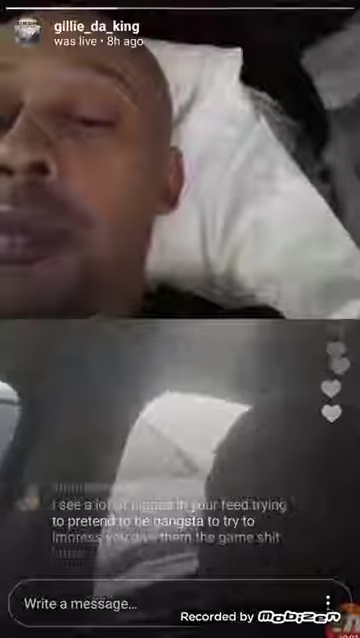 gillie_da_king
was live • 8h ago
I see a lot of in your feed trying
to pretend to be gangsta to try to
impress you give them the game shit
Write a message...
Recorded by mobizen